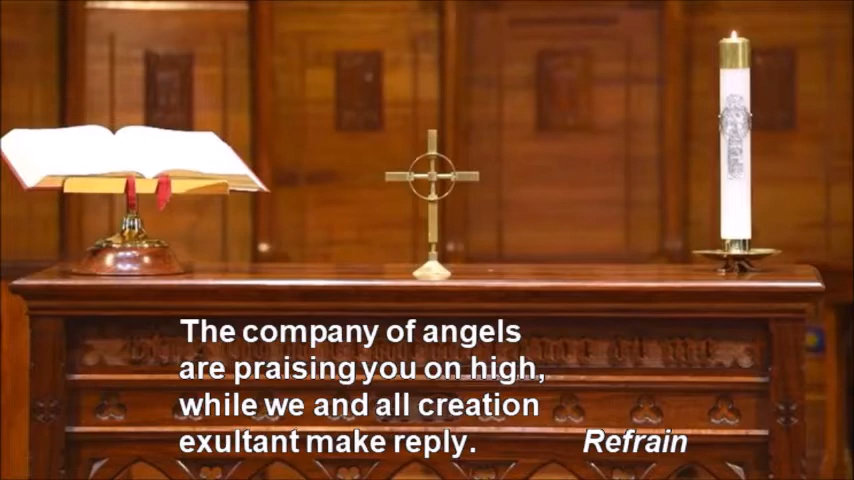 The company of angels
are praising you on high,
while we and all creation
exultant make reply. Refrain